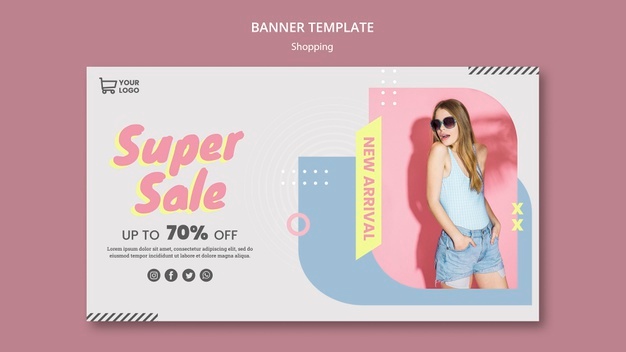 BANNER TEMPLATE
Shopping
YOUR
LOGO
Super
Sale
UP TO 70% OFF
Lorem ipsum dolor sit amet, consectetur adipiscing elit, sed do
eiusmod tempor incididunt ut labore et dolore magna aliqua.
NEW ARRIVAL